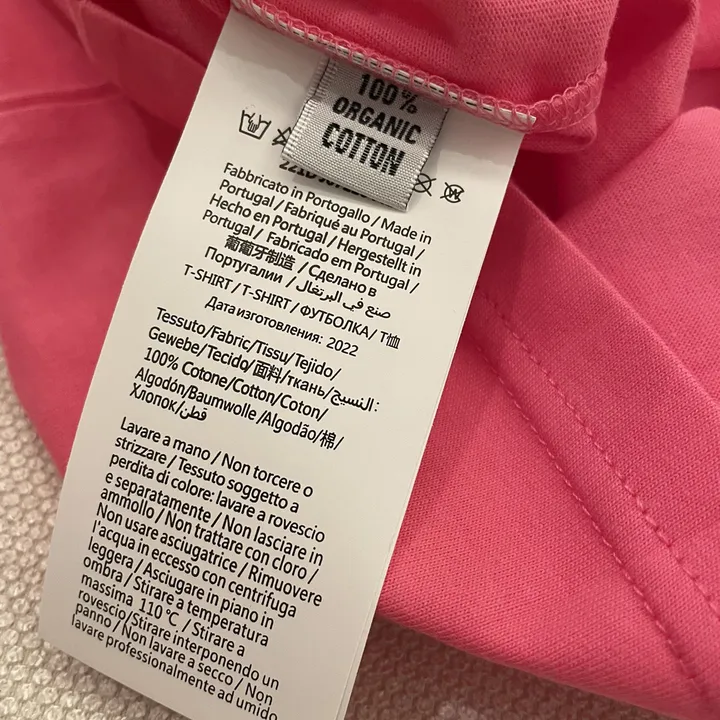 100%
ORGANIC
COTTON
Fabbricato in Portogallo / Made in
Portugal / Fabriqué au Portugal /
Hecho en Portugal / Hergestellt in
Portugal / Fabricado em Portugal /
葡萄牙制造 / Сделано в
Португалии / صنع في البرتغال
T-SHIRT / T-SHIRT / ФУТБОЛКА / T恤
Дата изготовления: 2022
Tessuto/Fabric/Tissu/Tejido/
Gewebe/Tecido/面料/ткань/النسيج:
100% Cotone/Cotton/Coton/
Algodón/Baumwolle/Algodão/棉/
Хлопок/قطن
Lavare a mano / Non torcere o
strizzare / Tessuto soggetto a
perdita di colore: lavare a rovescio
e separatamente / Non lasciare in
ammollo / Non trattare con cloro /
Non usare asciugatrice / Rimuovere
l'acqua in eccesso con centrifuga
leggera / Asciugare in piano in
ombra / Stirare a temperatura
massima 110 °C / Stirare a
rovescio/Stirare interponendo un
panno / Non lavare a secco / Non
lavare professionalmente ad umido